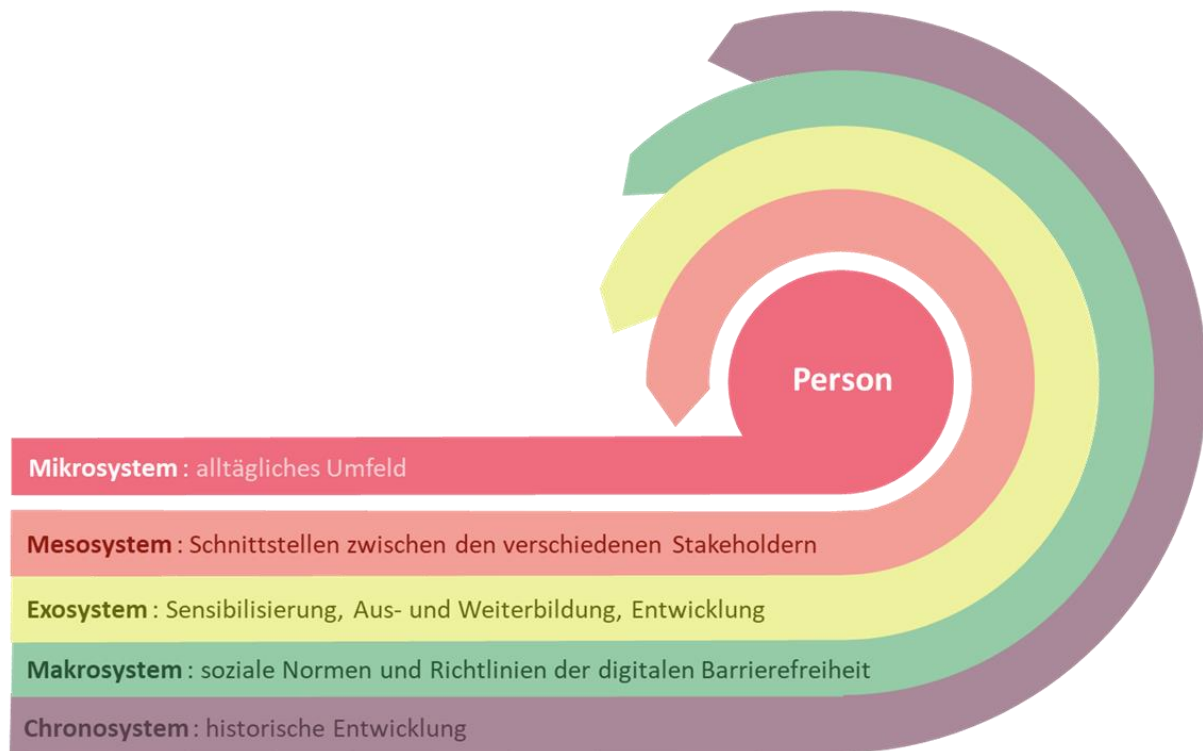 Person
Mikrosystem : alltägliches Umfeld
Mesosystem : Schnittstellen zwischen den verschiedenen Stakeholdern
Exosystem : Sensibilisierung, Aus- und Weiterbildung, Entwicklung
Makrosystem : soziale Normen und Richtlinien der digitalen Barrierefreiheit
Chronosystem : historische Entwicklung